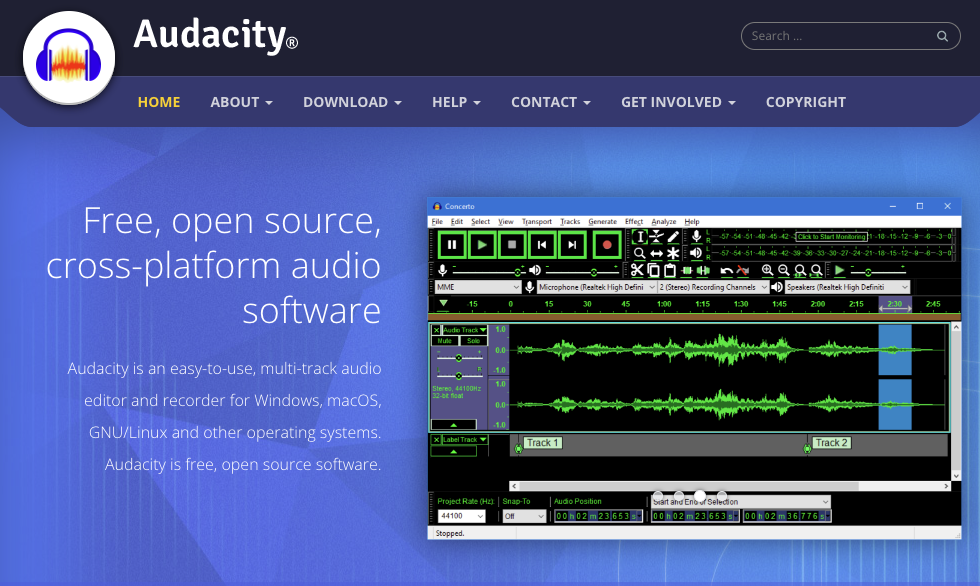 Audacity®
Search ...
HOME ABOUT DOWNLOAD HELP CONTACT GET INVOLVED COPYRIGHT
Free, open source,
cross-platform audio
software
Audacity is an easy-to-use, multi-track audio
editor and recorder for Windows, macOS,
GNU/Linux and other operating systems.
Audacity is free, open source software.
Concerto
File Edit Select View Transport Tracks Generate Effect Analyze Help
L
R
-57 -54 -51 -48 -45 -42 Click to Start Monitoring -18 -15 -12 -9 -6 -3 0
L
R
-57 -54 -51 -48 -45 -42 -39 -36 -33 -30 -27 -24 -21 -18 -15 -12 -9 -6 -3 0
MME Microphone (Realtek High Defini 2 (Stereo) Recording Channels Speakers (Realtek High Definiti
-15 0 15 30 45 1:00 1:15 1:30 1:45 2:00 2:15 2:30 2:45
Audio Track 1.0
Mute Solo
0.0
-1.0
Stereo, 44100Hz 1.0
32-bit float
0.0
-1.0
Label Track
Track 1 Track 2
Project Rate (Hz): Snap-To Audio Position Start and End of Selection
44100 Off 00 h 02 m 23.653 s 00 h 02 m 23.653 s 00 h 02 m 36.776 s
Stopped.